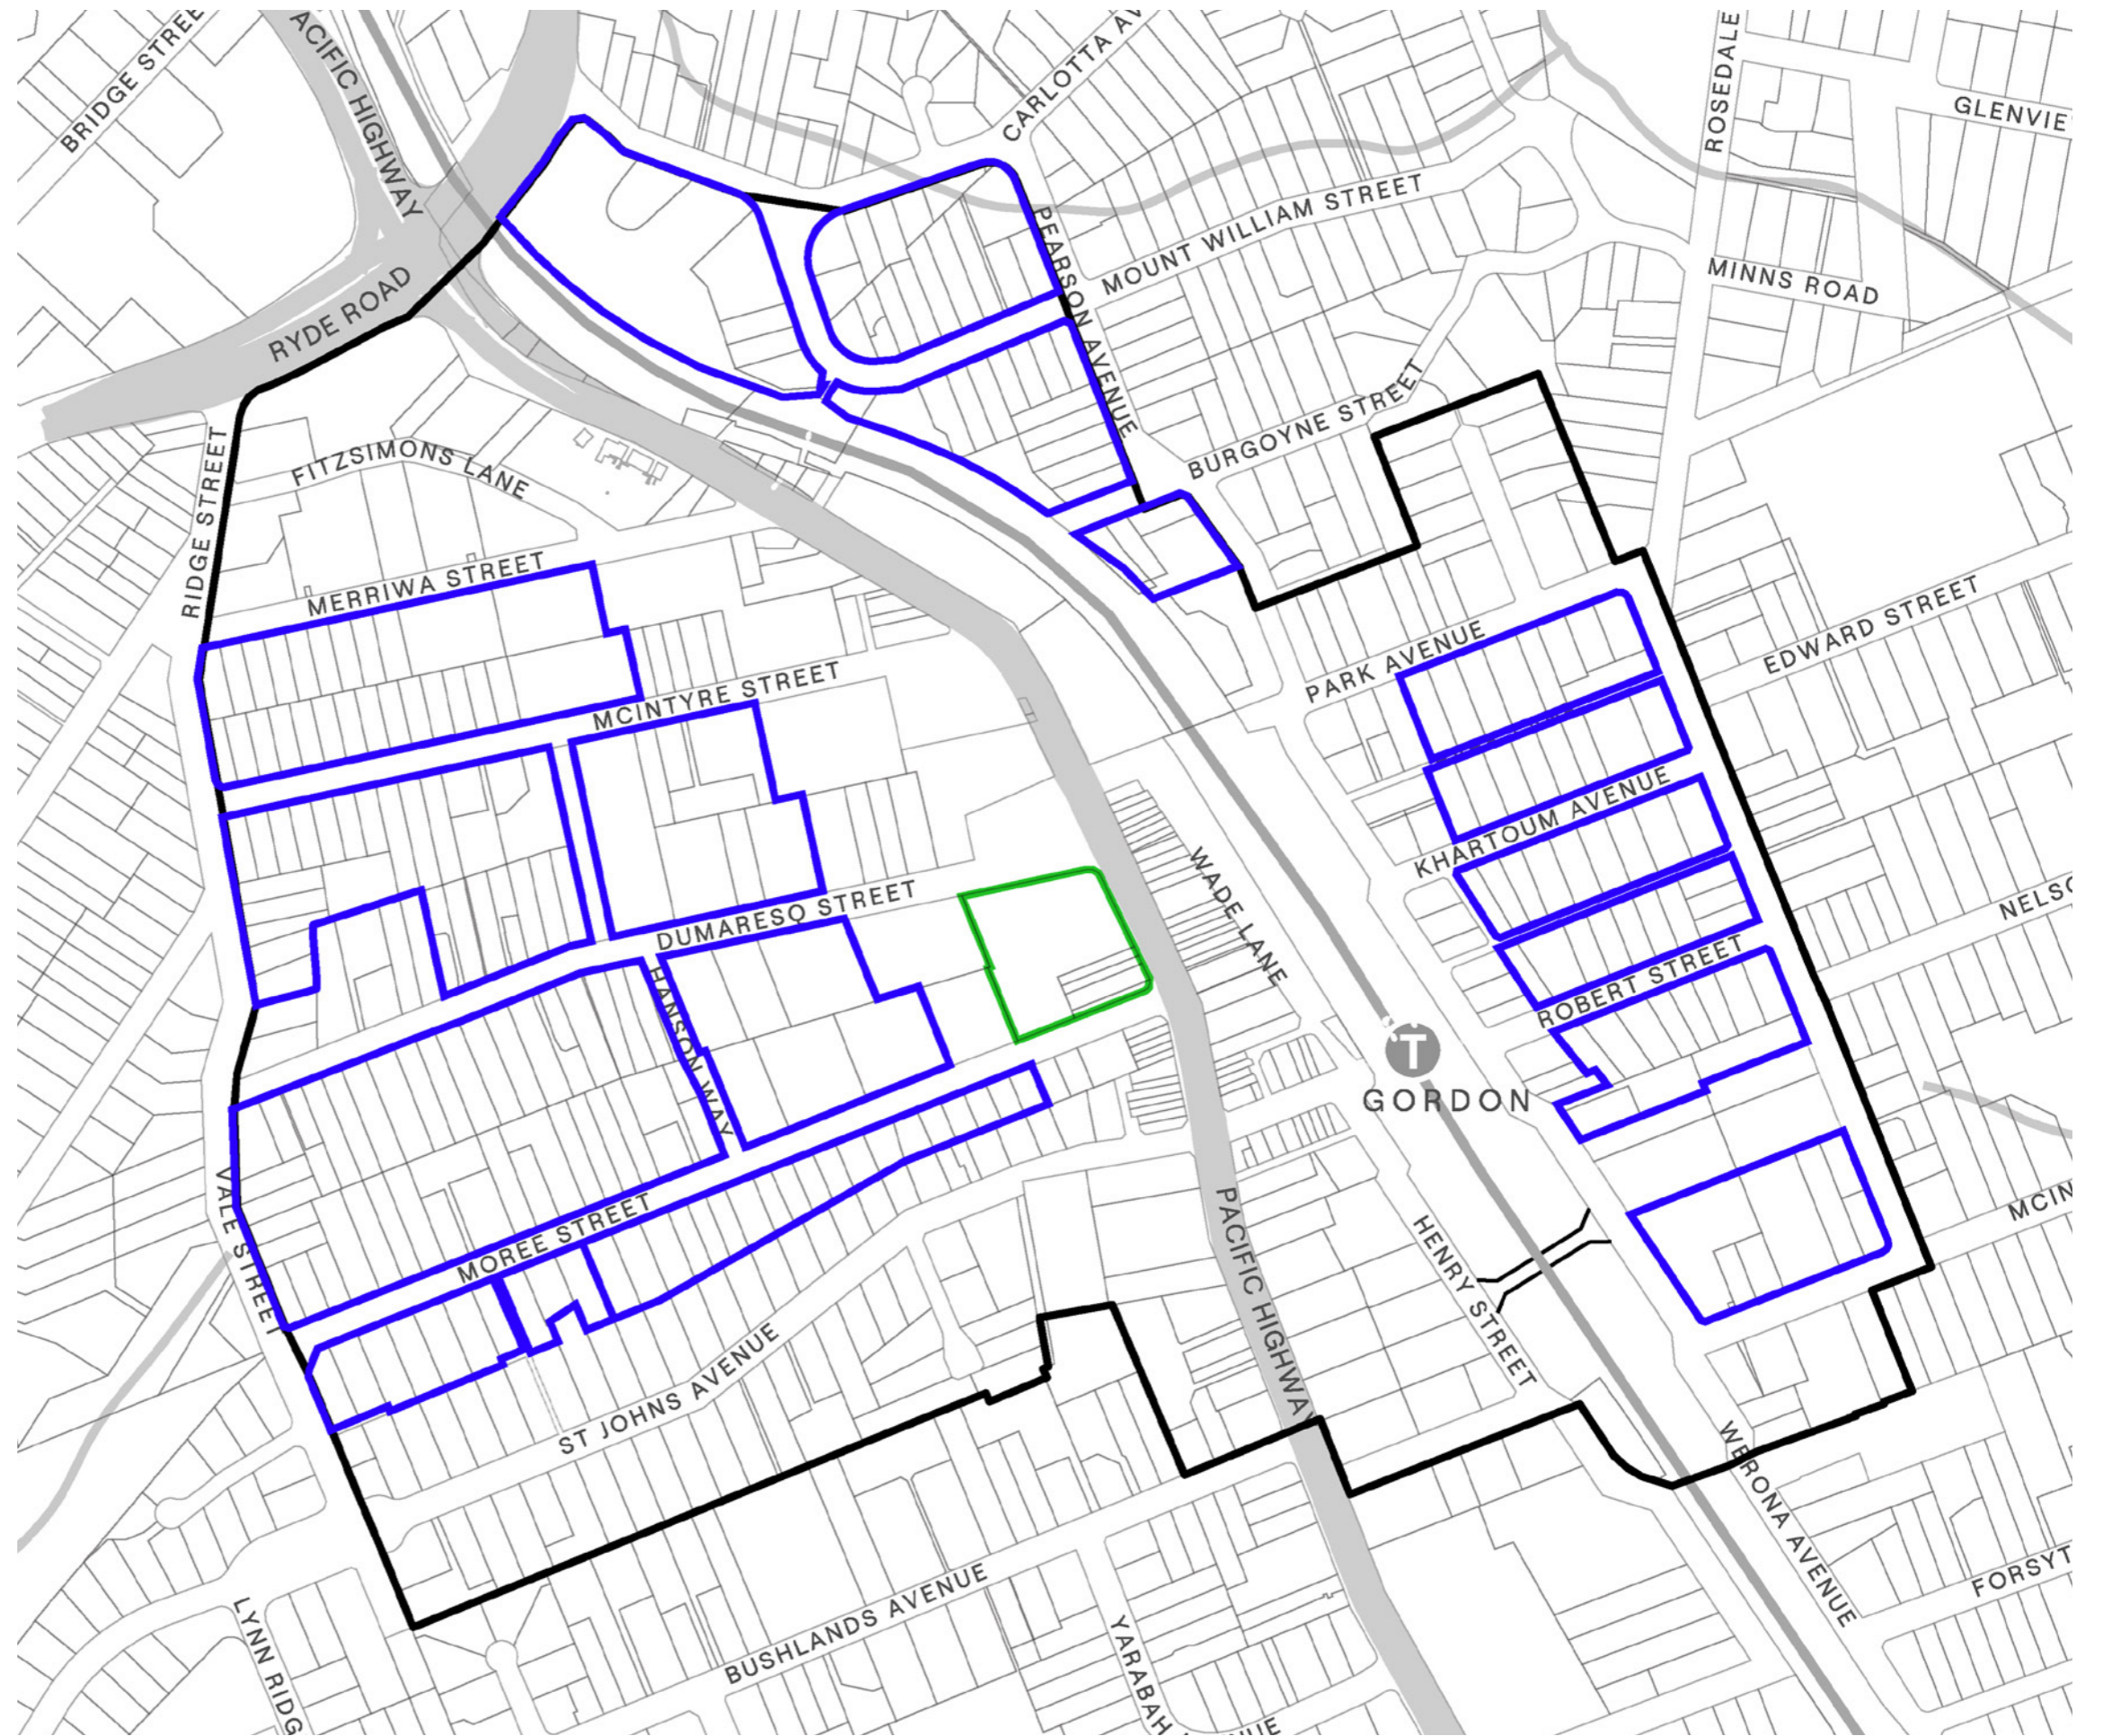 BRIDGE STREE
ACIFIC HIGHWAY
CARLOTTA AV
ROSEDALE
GLENVIE
RYDE ROAD
PEARSON AVENUE
MOUNT WILLIAM STREET
MINNS ROAD
RIDGE STREET
FITZSIMONS LANE
BURGOYNE STREET
MERRIWA STREET
MCINTYRE STREET
PARK AVENUE
EDWARD STREET
KHARTOUM AVENUE
WADE LANE
DUMARESQ STREET
NELSO
ROBERT STREET
HANSON WAY
T
GORDON
VALE STREET
MOREE STREET
PACIFIC HIGHWAY
HENRY STREET
MCIN
ST JOHNS AVENUE
WERONA AVENUE
BUSHLANDS AVENUE
FORSYT
LYNN RIDG
YARABAH
NUE